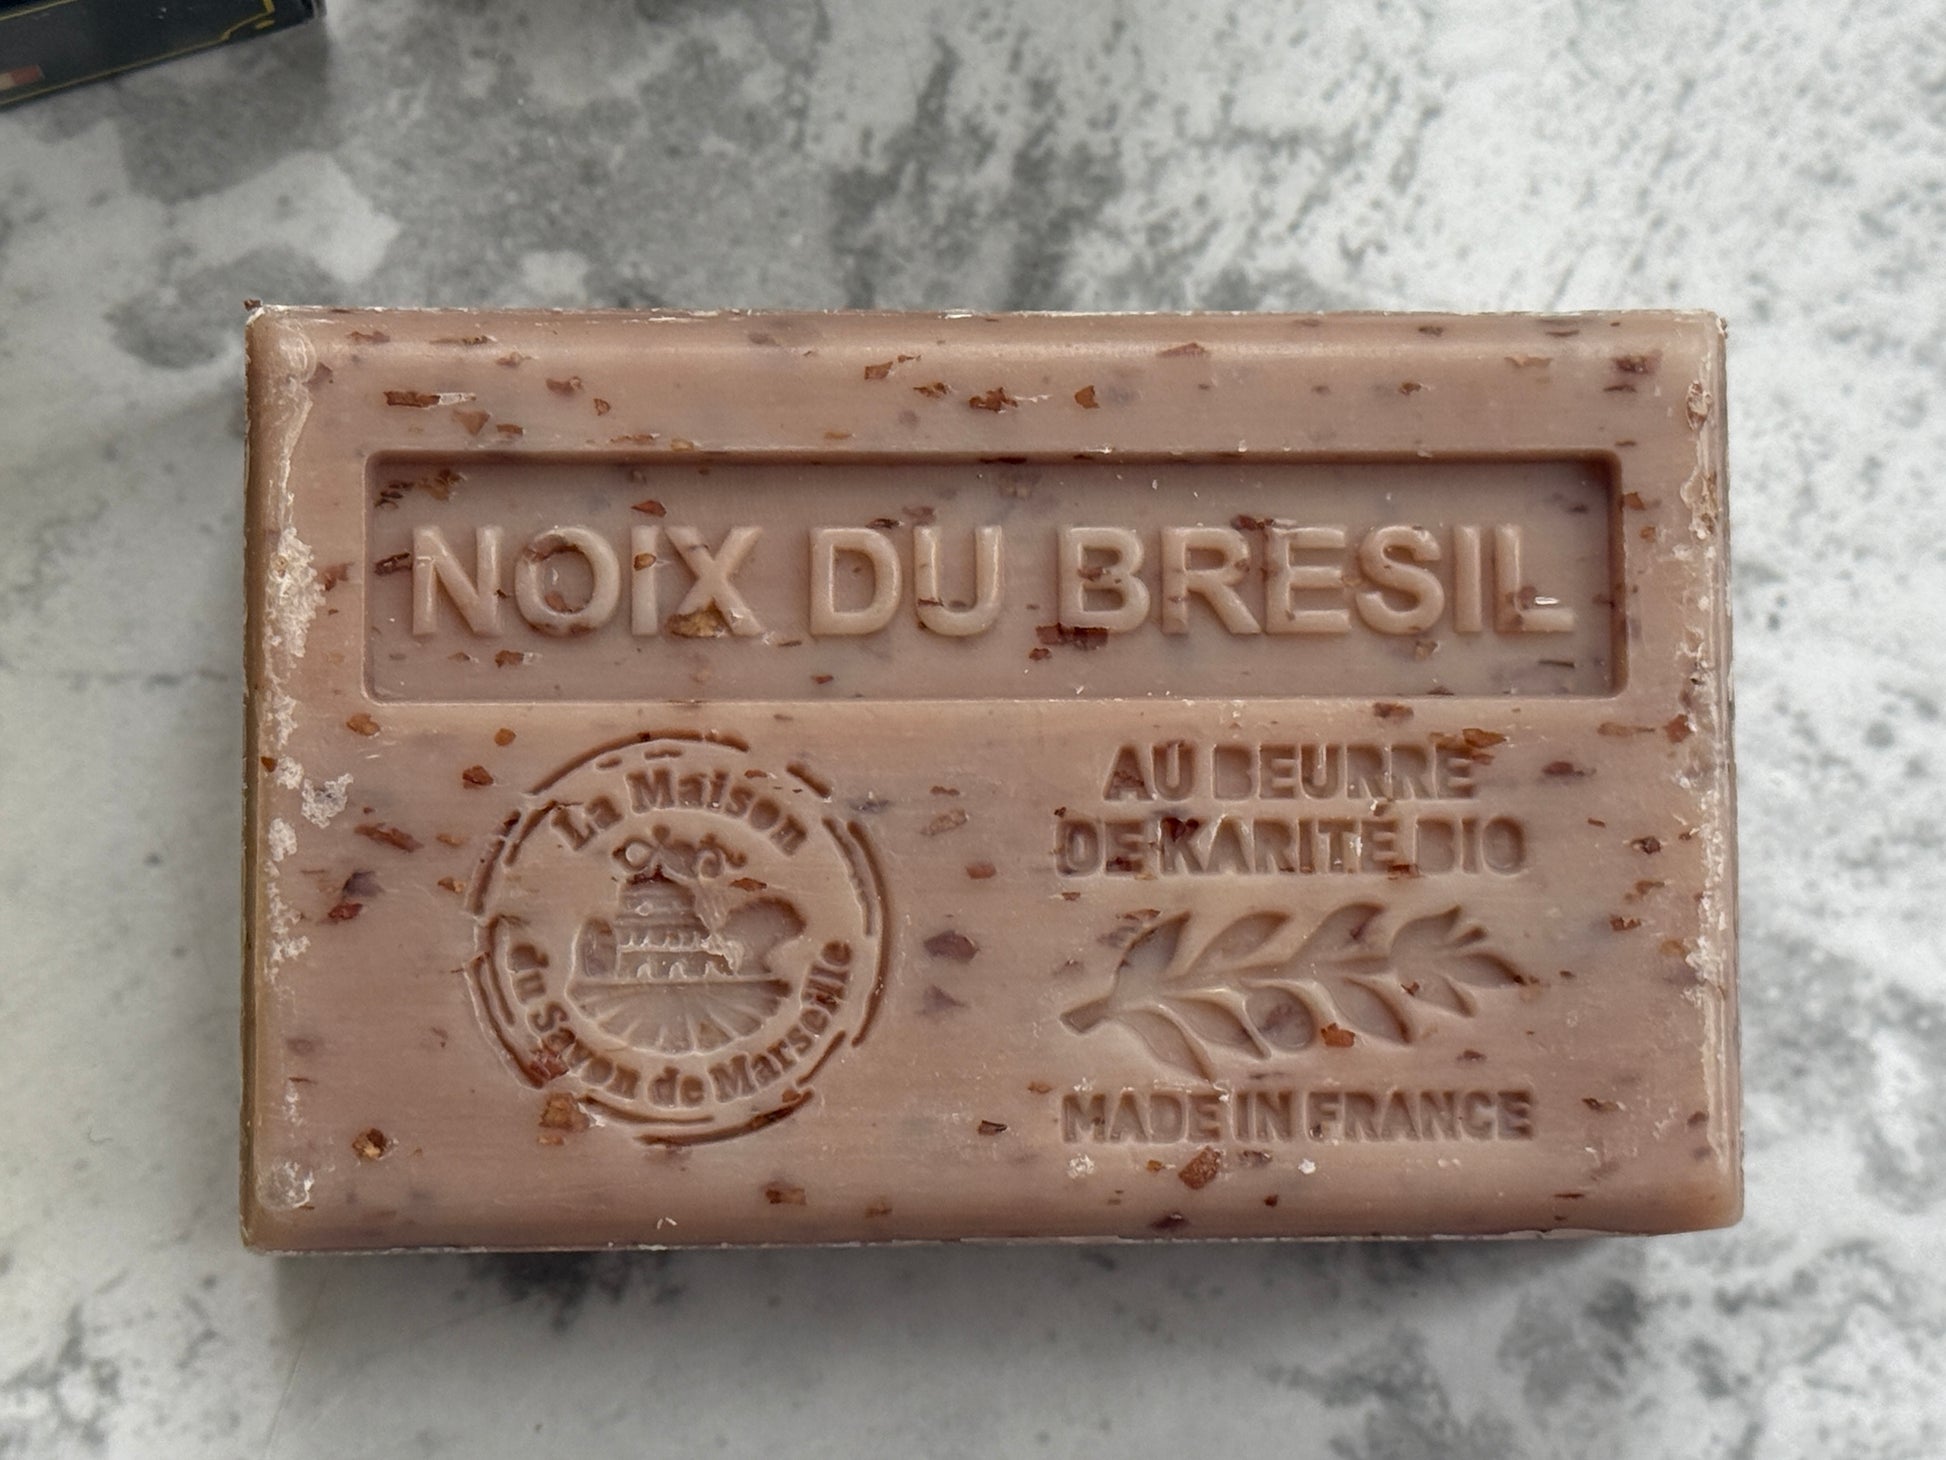 NOIX DU BRESIL
La Maison
du Savon de Marseille
AU BEURRE
DE KARITÉ BIO
MADE IN FRANCE